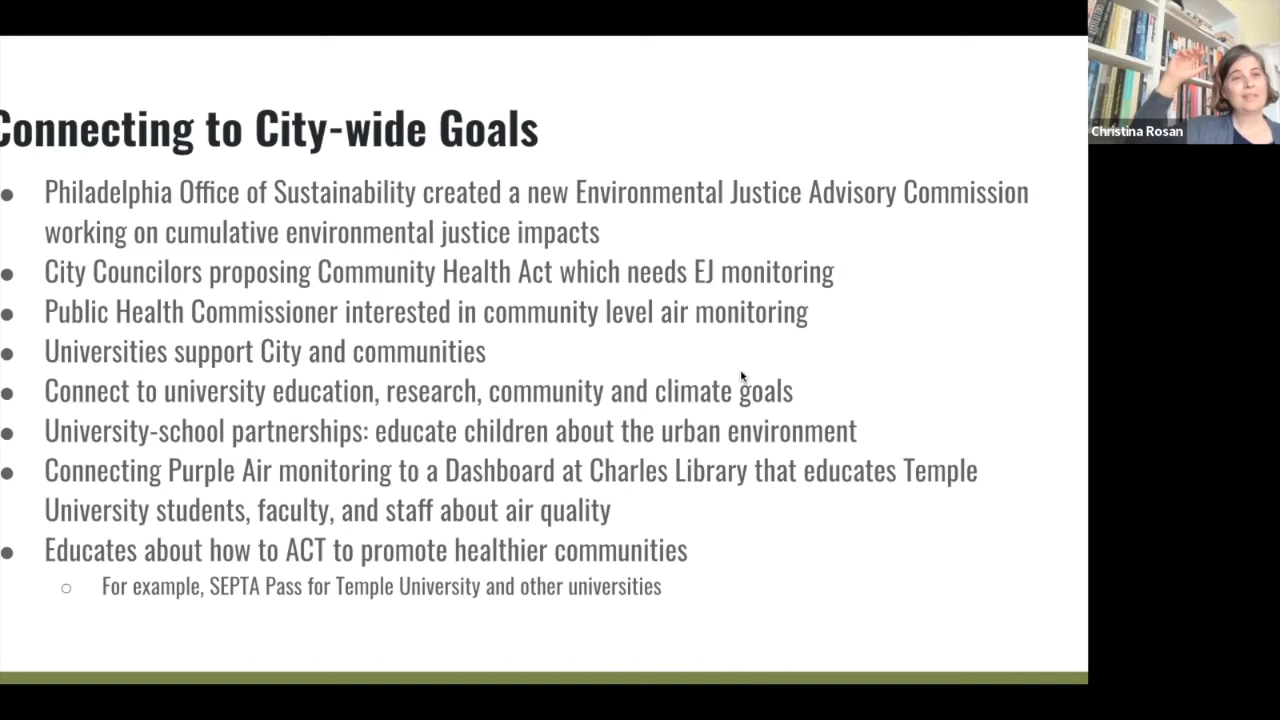 Connecting to City-wide Goals
● Philadelphia Office of Sustainability created a new Environmental Justice Advisory Commission
working on cumulative environmental justice impacts
● City Councilors proposing Community Health Act which needs EJ monitoring
● Public Health Commissioner interested in community level air monitoring
● Universities support City and communities
● Connect to university education, research, community and climate goals
● University-school partnerships: educate children about the urban environment
● Connecting Purple Air monitoring to a Dashboard at Charles Library that educates Temple
University students, faculty, and staff about air quality
● Educates about how to ACT to promote healthier communities
○ For example, SEPTA Pass for Temple University and other universities
Christina Rosan